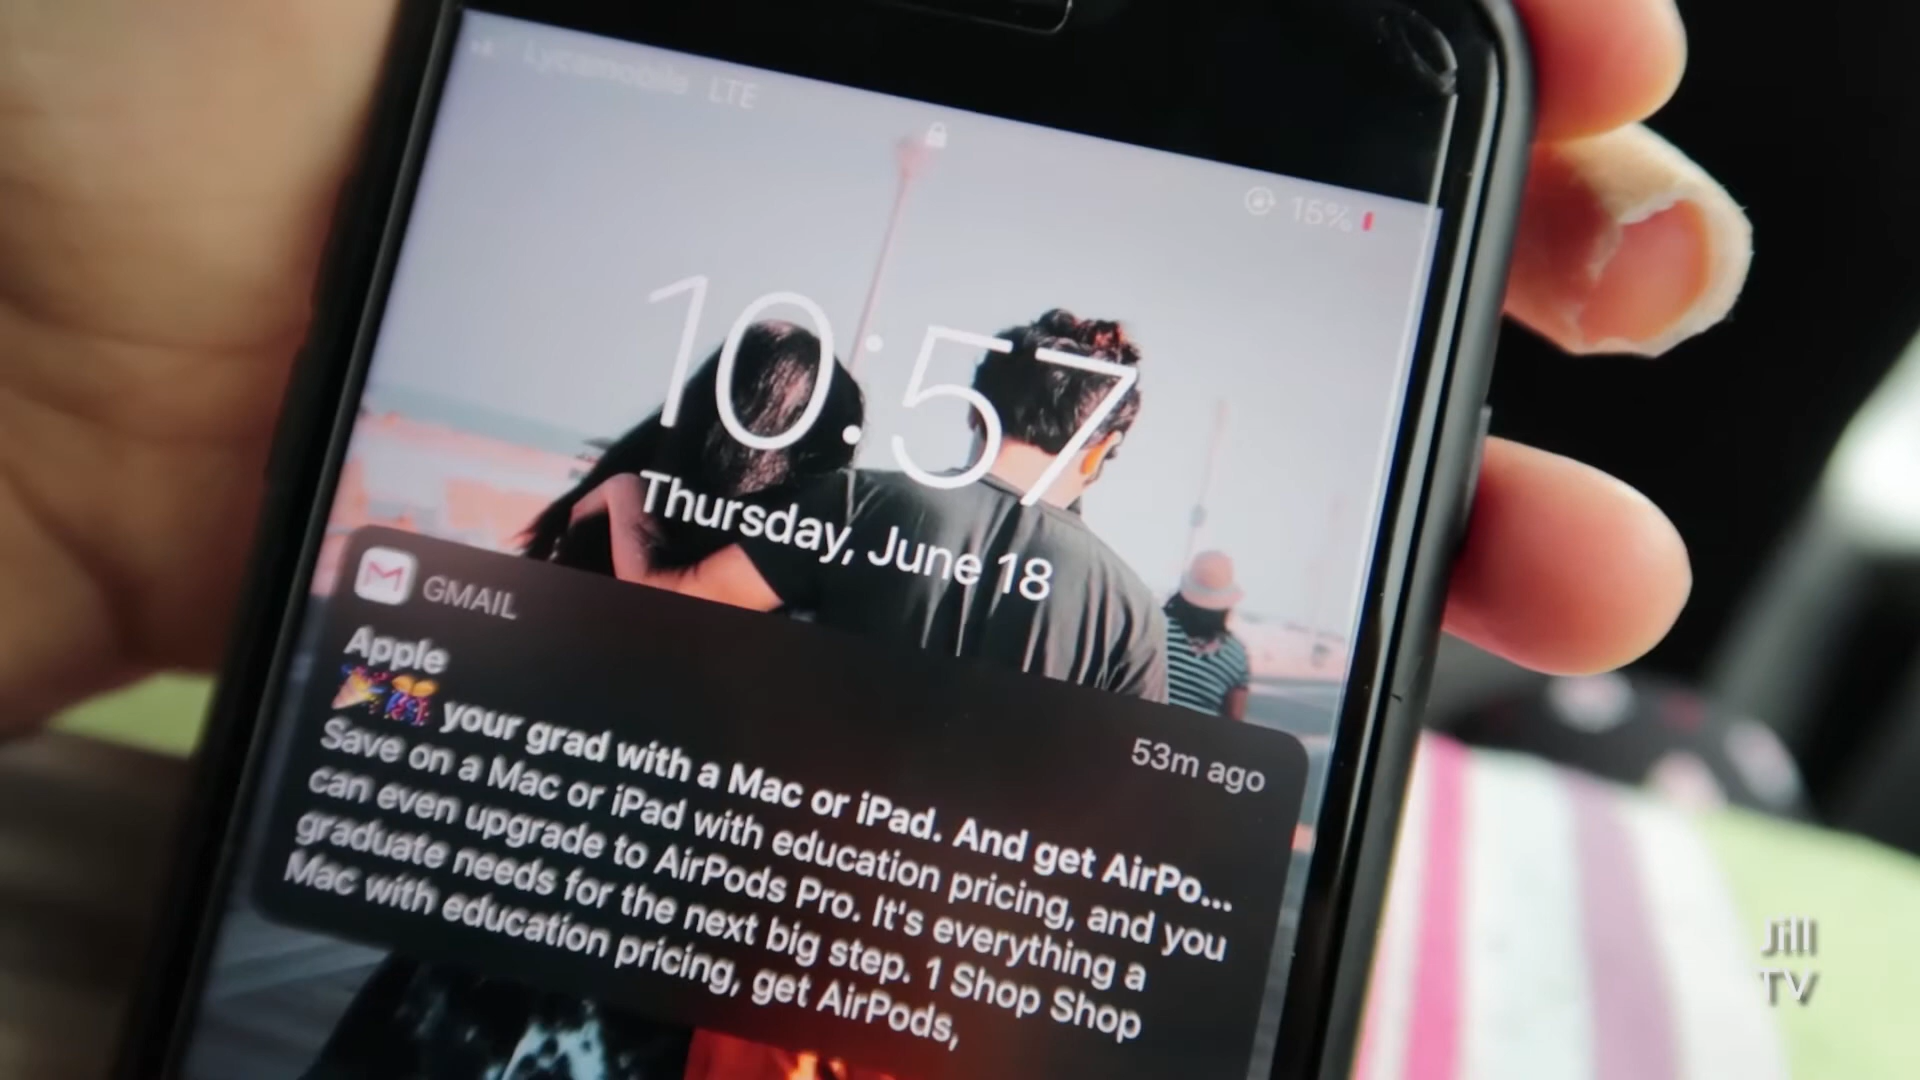 Lycamobile LTE
15%
10:57
Thursday, June 18
GMAIL
53m ago
Apple
🎉🎊 your grad with a Mac or iPad. And get AirPo...
Save on a Mac or iPad with education pricing, and you
can even upgrade to AirPods Pro. It's everything a
graduate needs for the next big step. 1 Shop Shop
Mac with education pricing, get AirPods,
Jill
TV